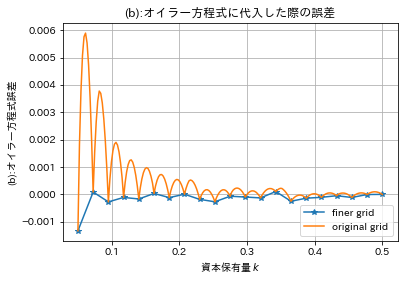 (b):オイラー方程式に代入した際の誤差
(b):オイラー方程式誤差
0.006
0.005
0.004
0.003
0.002
0.001
0.000
−0.001
0.1
0.2
0.3
0.4
0.5
資本保有量 k
finer grid
original grid